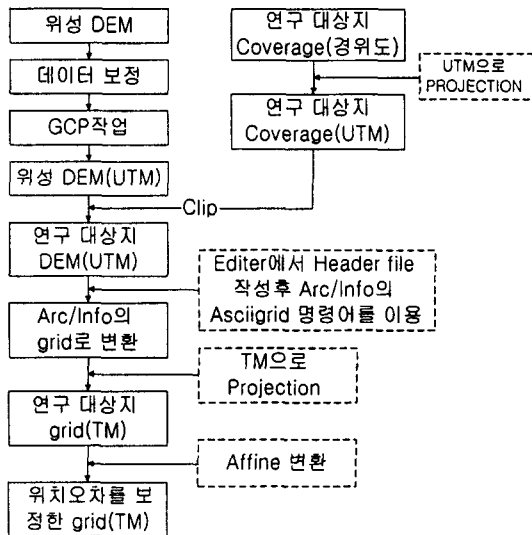 위성 DEM
데이터 보정
GCP작업
위성 DEM(UTM)
연구 대상지
Coverage(경위도)
UTM으로
PROJECTION
연구 대상지
Coverage(UTM)
Clip
연구 대상지
DEM(UTM)
Editer에서 Header file
작성후 Arc/Info의
Asciigrid 명령어를 이용
Arc/Info의
grid로 변환
TM으로
Projection
연구 대상지
grid(TM)
Affine 변환
위치오차를 보
정한 grid(TM)